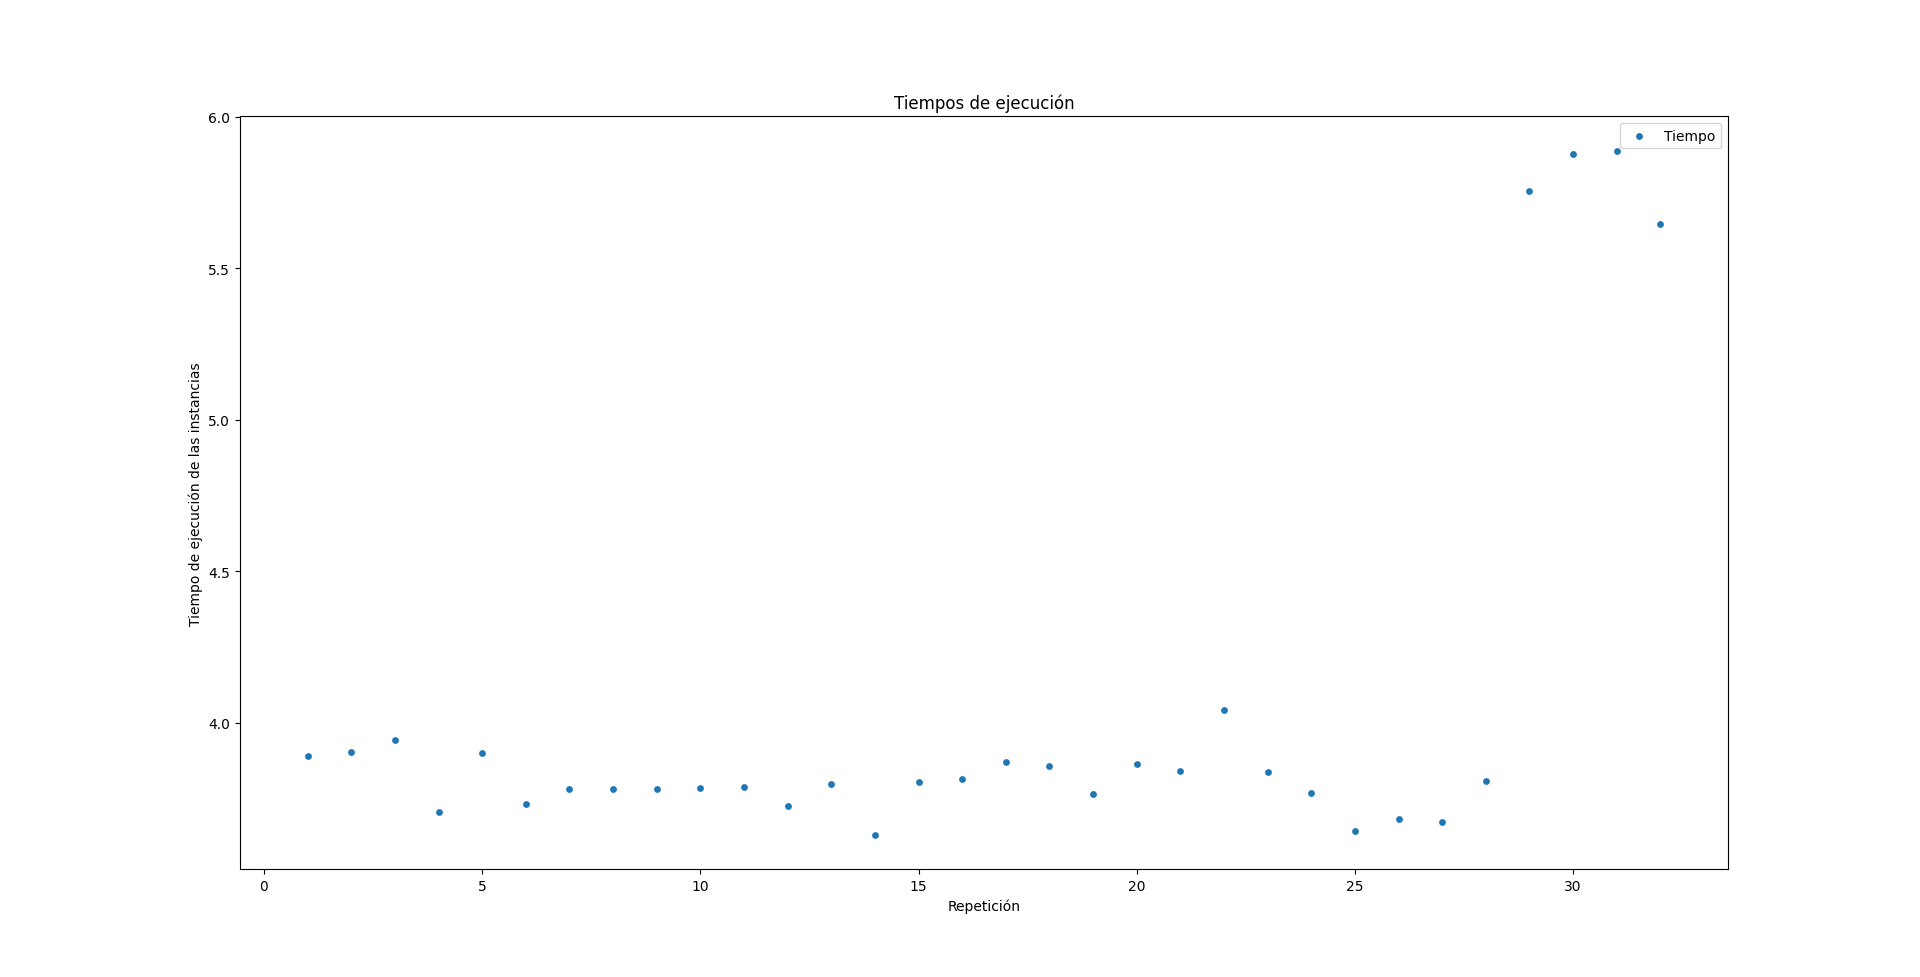 Tiempos de ejecución
Tiempo
6.0
5.5
5.0
4.5
4.0
Tiempo de ejecución de las instancias
0 5 10 15 20 25 30
Repetición